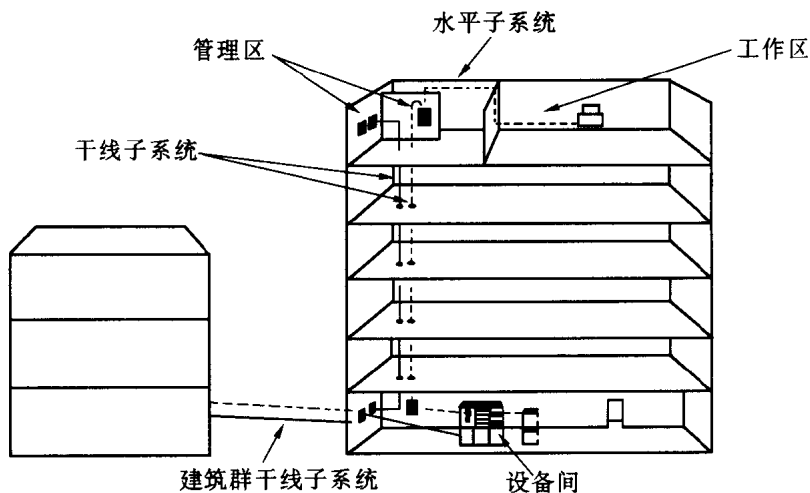 水平子系统
管理区
工作区
干线子系统
建筑群干线子系统
设备间